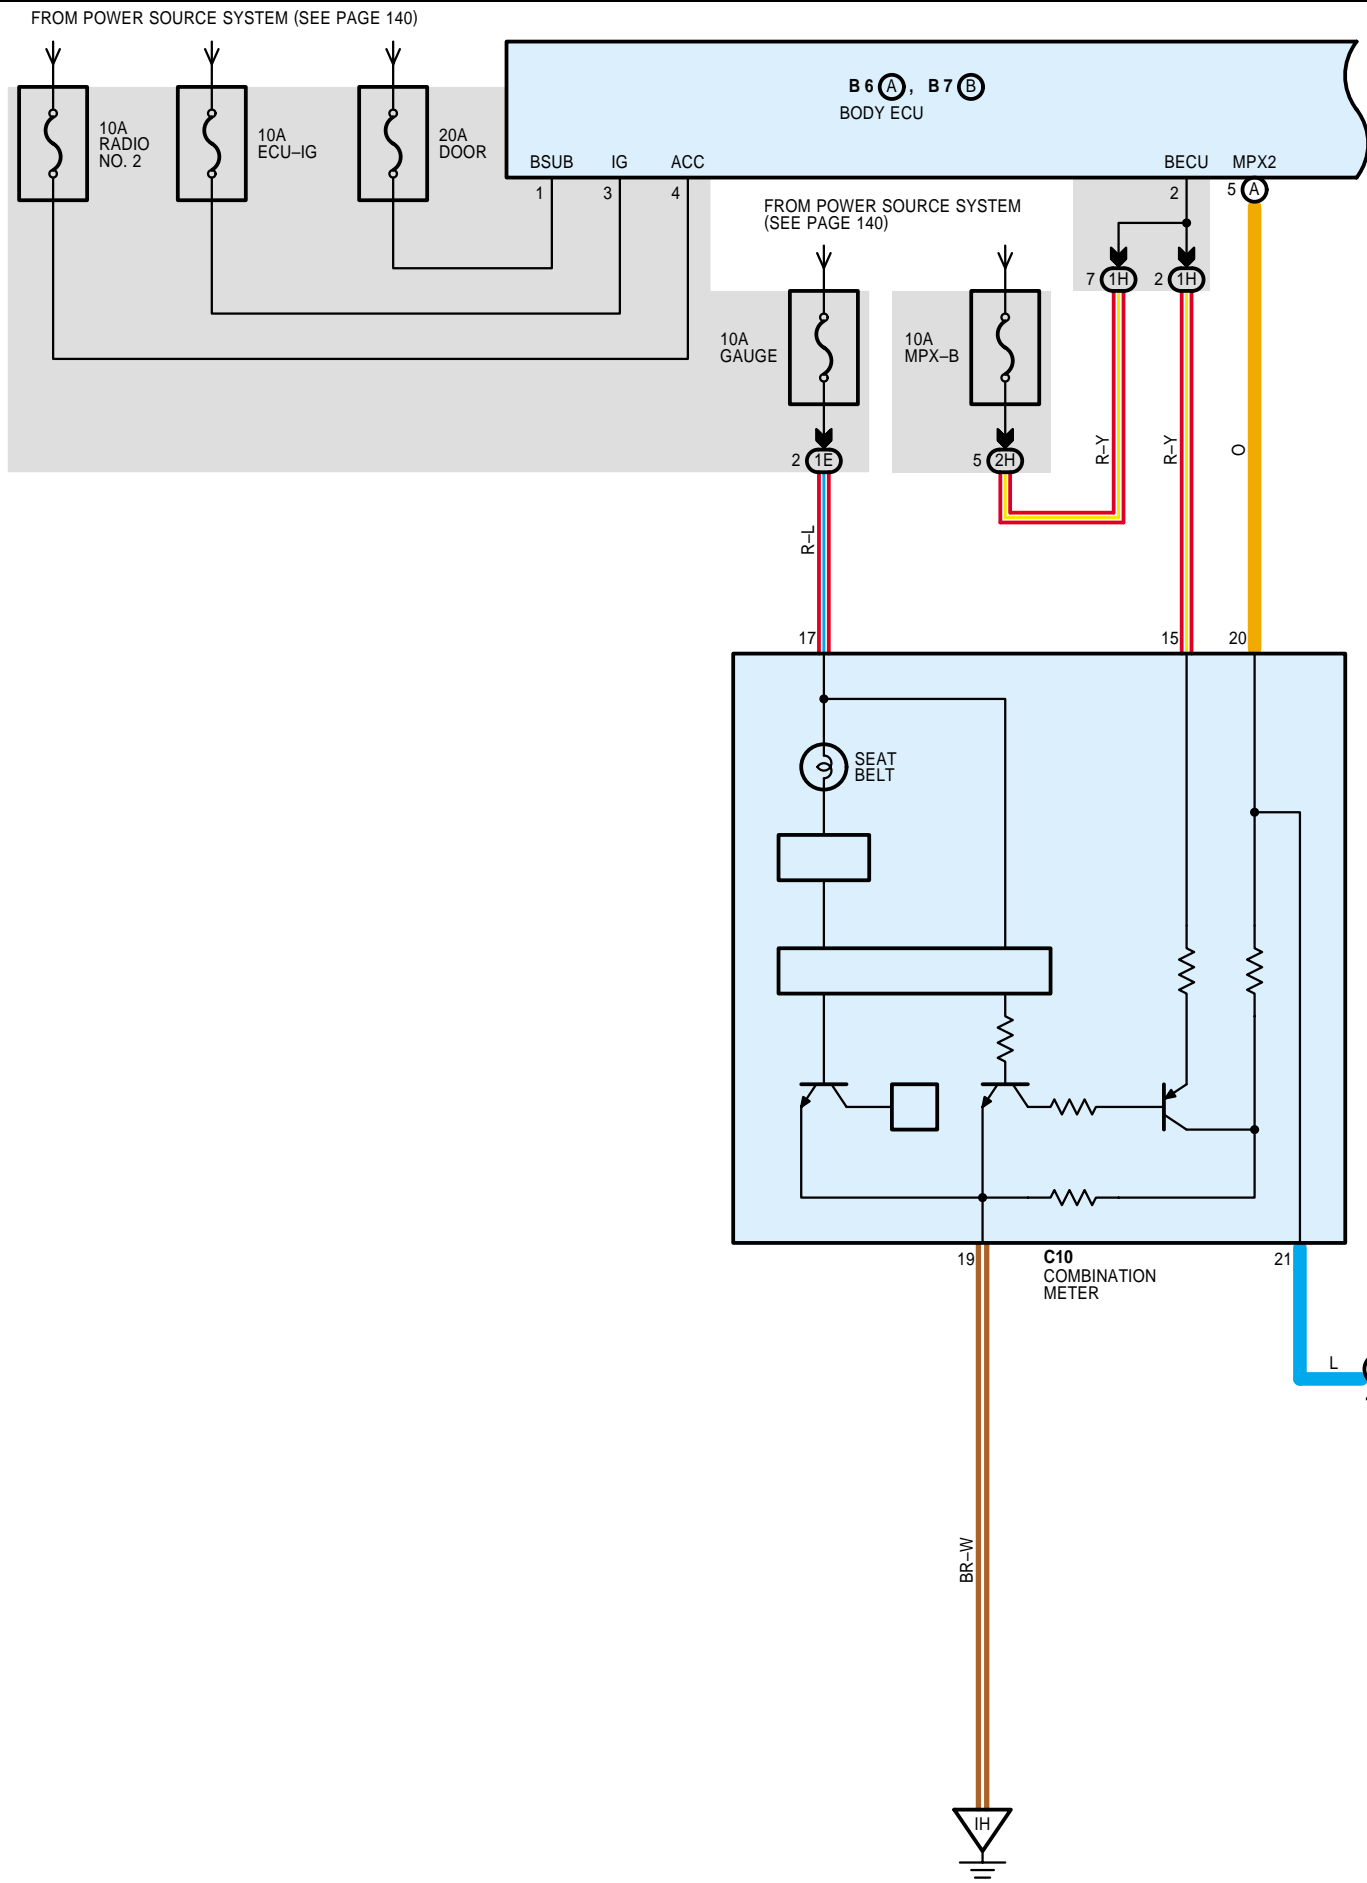 FROM POWER SOURCE SYSTEM (SEE PAGE 140)
B 6 A , B 7 B
BODY ECU
10A
RADIO
NO. 2
10A
ECU–IG
20A
DOOR
BSUB IG ACC BECU MPX2
1 3 4 2 5 A
FROM POWER SOURCE SYSTEM
(SEE PAGE 140)
7 1H 2 1H
10A
GAUGE
10A
MPX–B
2 1E 5 2H
R–Y R–Y O
R–L
17 15 20
SEAT
BELT
19 21
C10
COMBINATION
METER
L
BR–W
IH